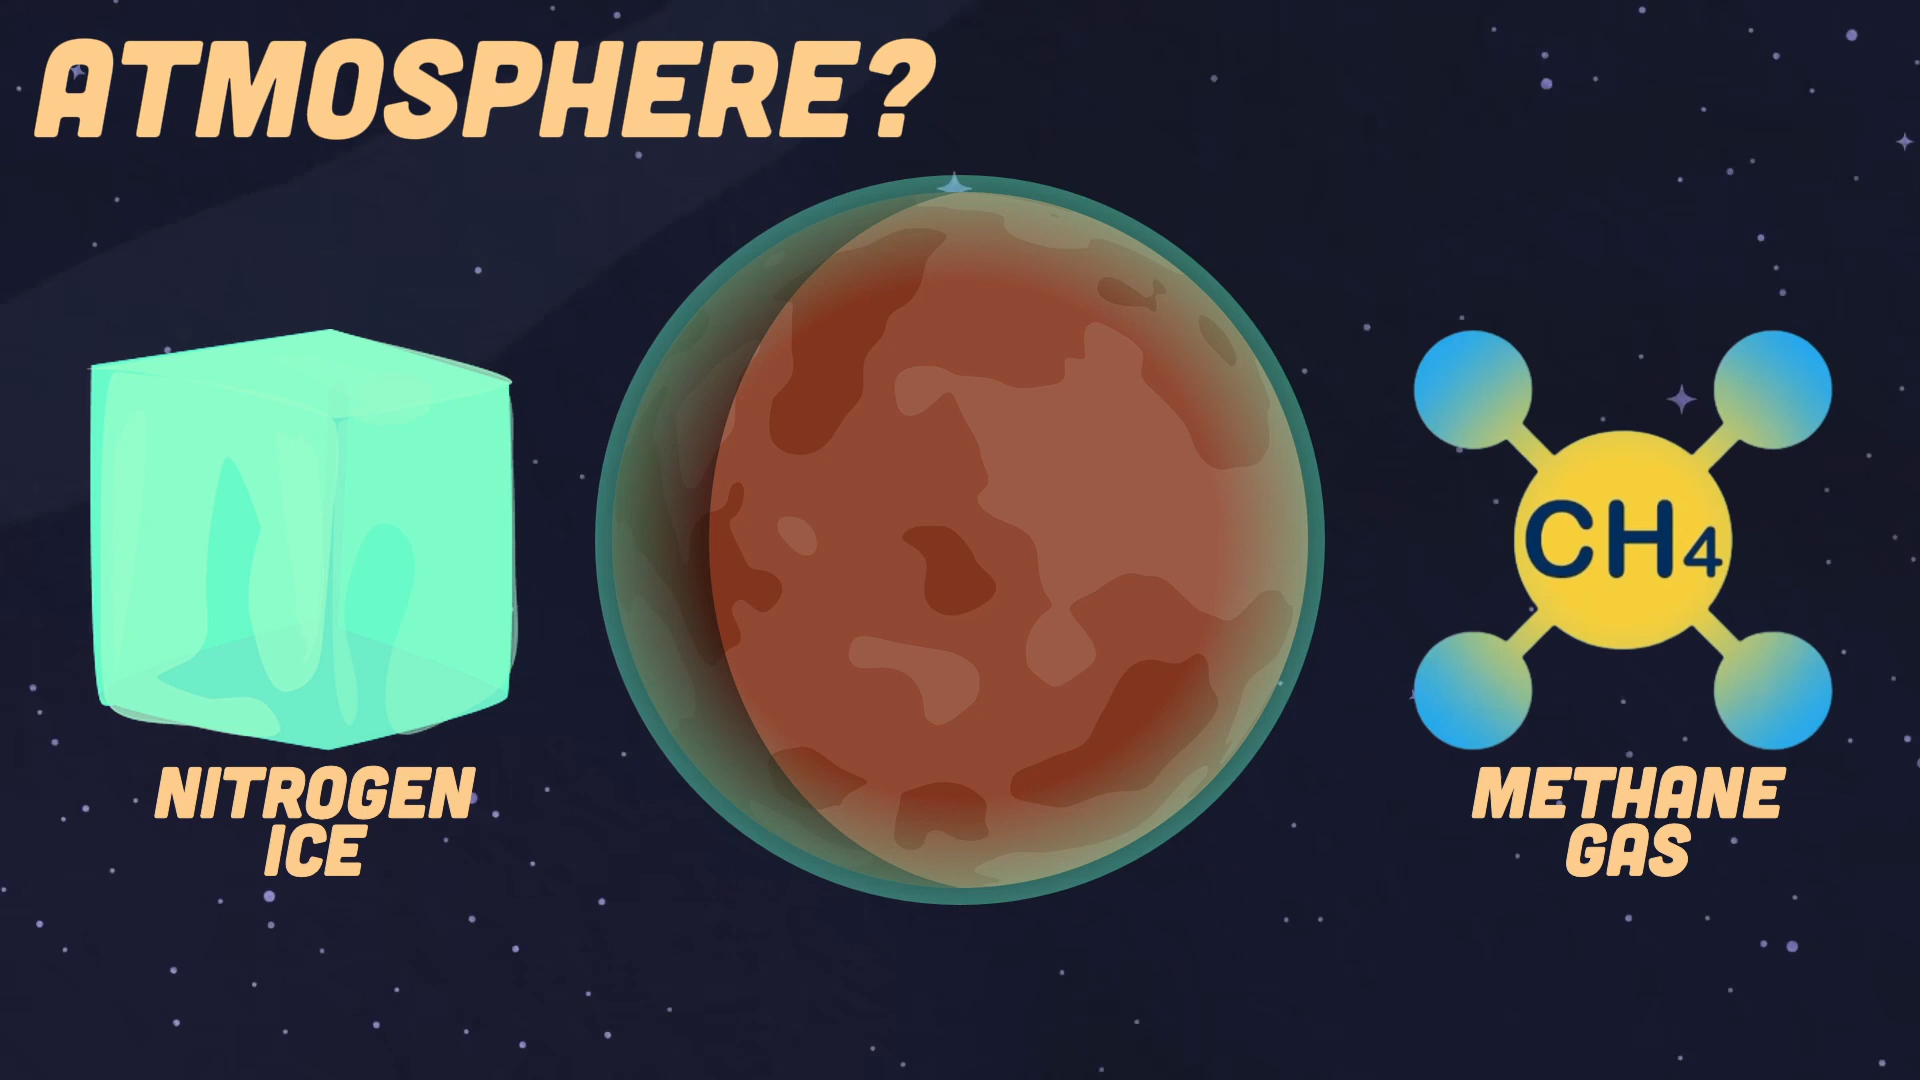 ATMOSPHERE?
CH₄
NITROGEN
ICE
METHANE
GAS